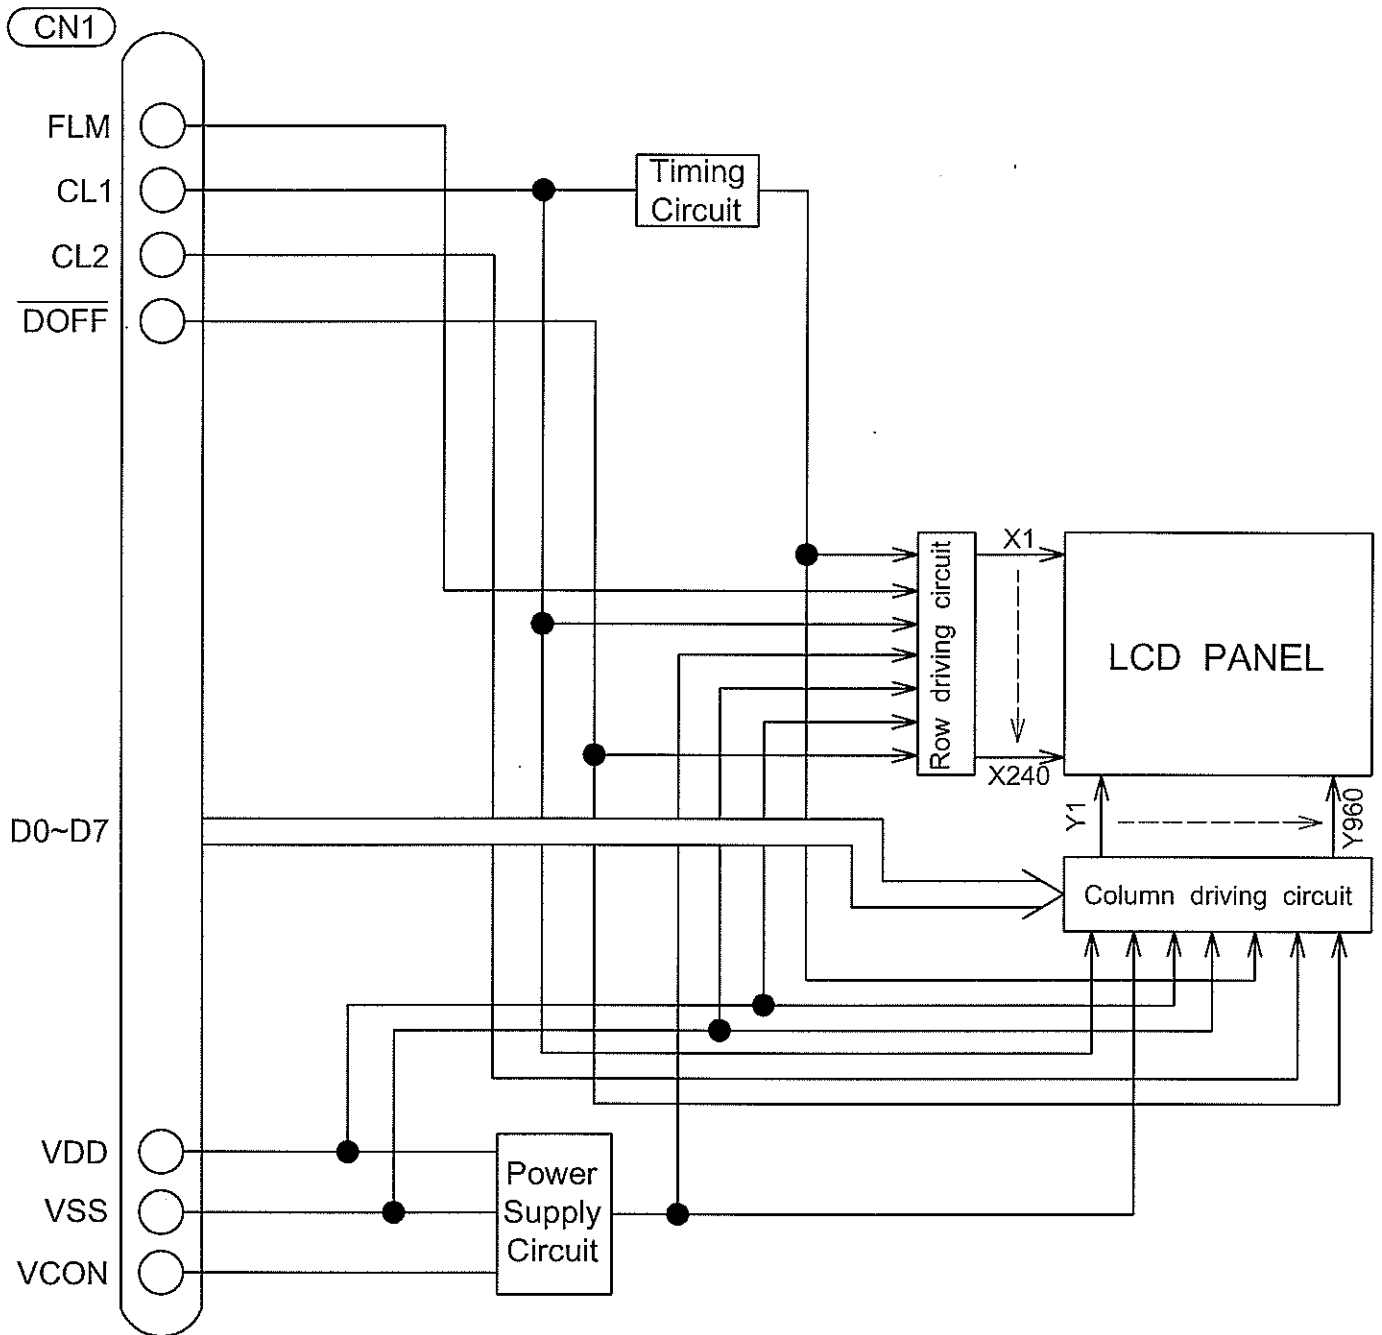 CN1
FLM
CL1
CL2
DOFF
Timing
Circuit
X1
Row driving circuit
LCD PANEL
X240
D0~D7
Y1
Y960
Column driving circuit
VDD
VSS
VCON
Power
Supply
Circuit